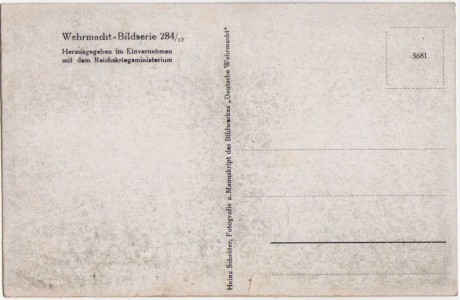 Wehrmacht-Bildserie 284/19
Herausgegeben im Einvernehmen
mit dem Reichskriegsministerium
Heinz Schröter, Fotografie u. Manuskript des Bildwerkes „Deutsche Wehrmacht"
5681